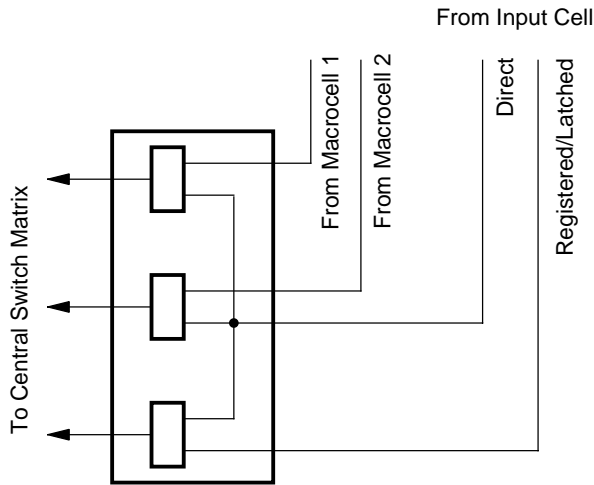 From Input Cell
From Macrocell 1
From Macrocell 2
Direct
Registered/Latched
To Central Switch Matrix